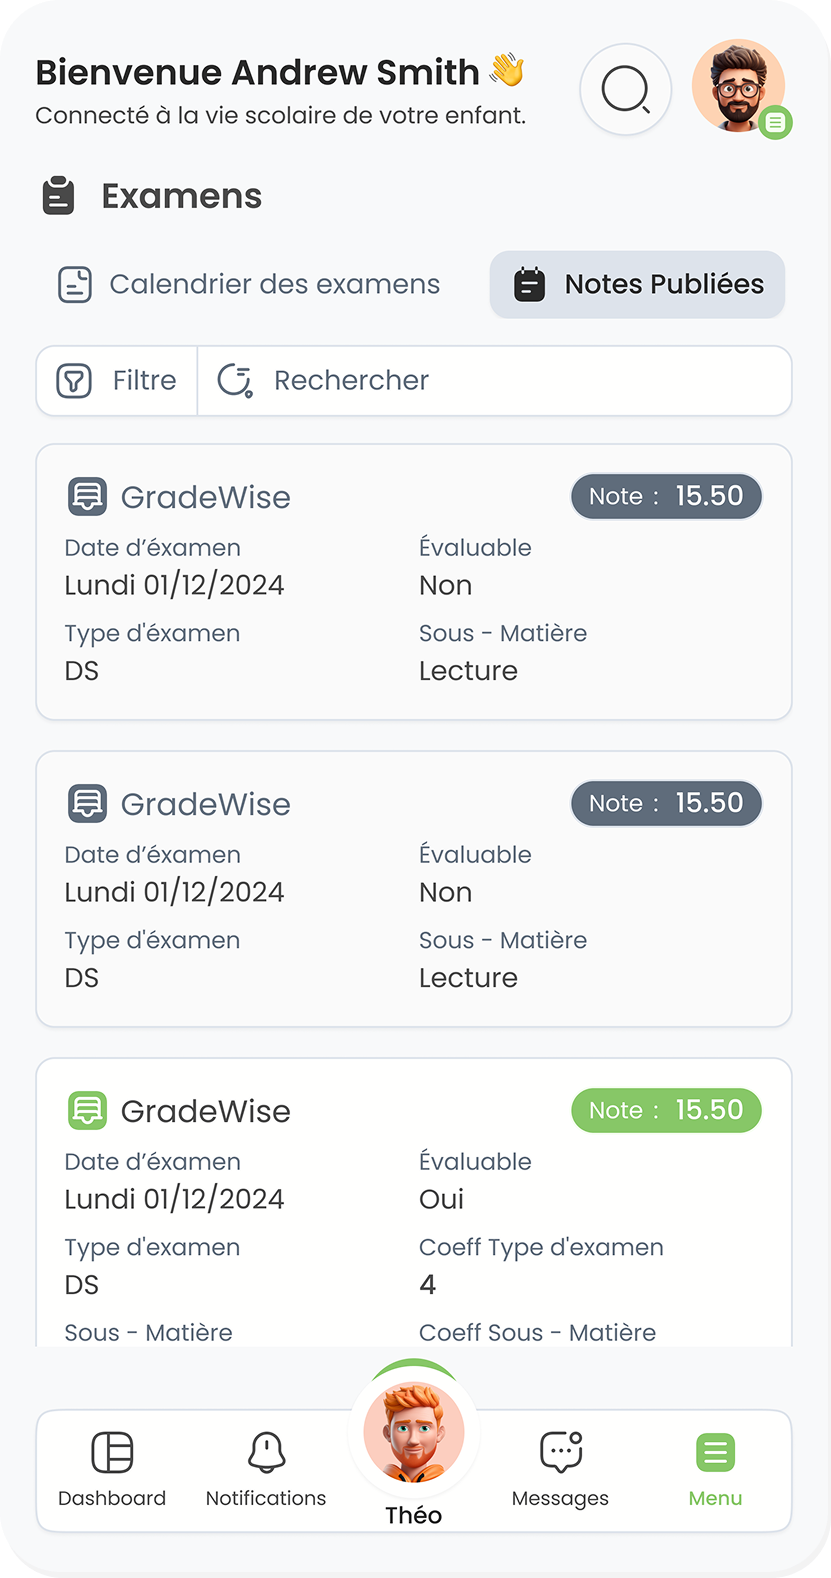 Bienvenue Andrew Smith 👋
Connecté à la vie scolaire de votre enfant.
Examens
Calendrier des examens
Notes Publiées
Filtre
Rechercher
GradeWise
Note : 15.50
Date d’éxamen
Évaluable
Lundi 01/12/2024
Non
Type d'éxamen
Sous - Matière
DS
Lecture
GradeWise
Note : 15.50
Date d’éxamen
Évaluable
Lundi 01/12/2024
Non
Type d'éxamen
Sous - Matière
DS
Lecture
GradeWise
Note : 15.50
Date d’éxamen
Évaluable
Lundi 01/12/2024
Oui
Type d'examen
Coeff Type d'examen
DS
4
Sous - Matière
Coeff Sous - Matière
Dashboard
Notifications
Théo
Messages
Menu